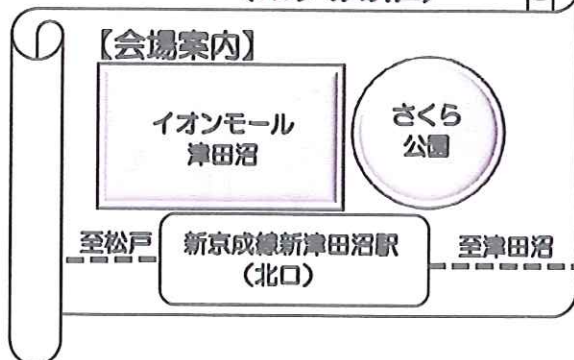 【会場案内】
イオンモール
津田沼
さくら
公園
至松戸
新京成線新津田沼駅
（北口）
至津田沼